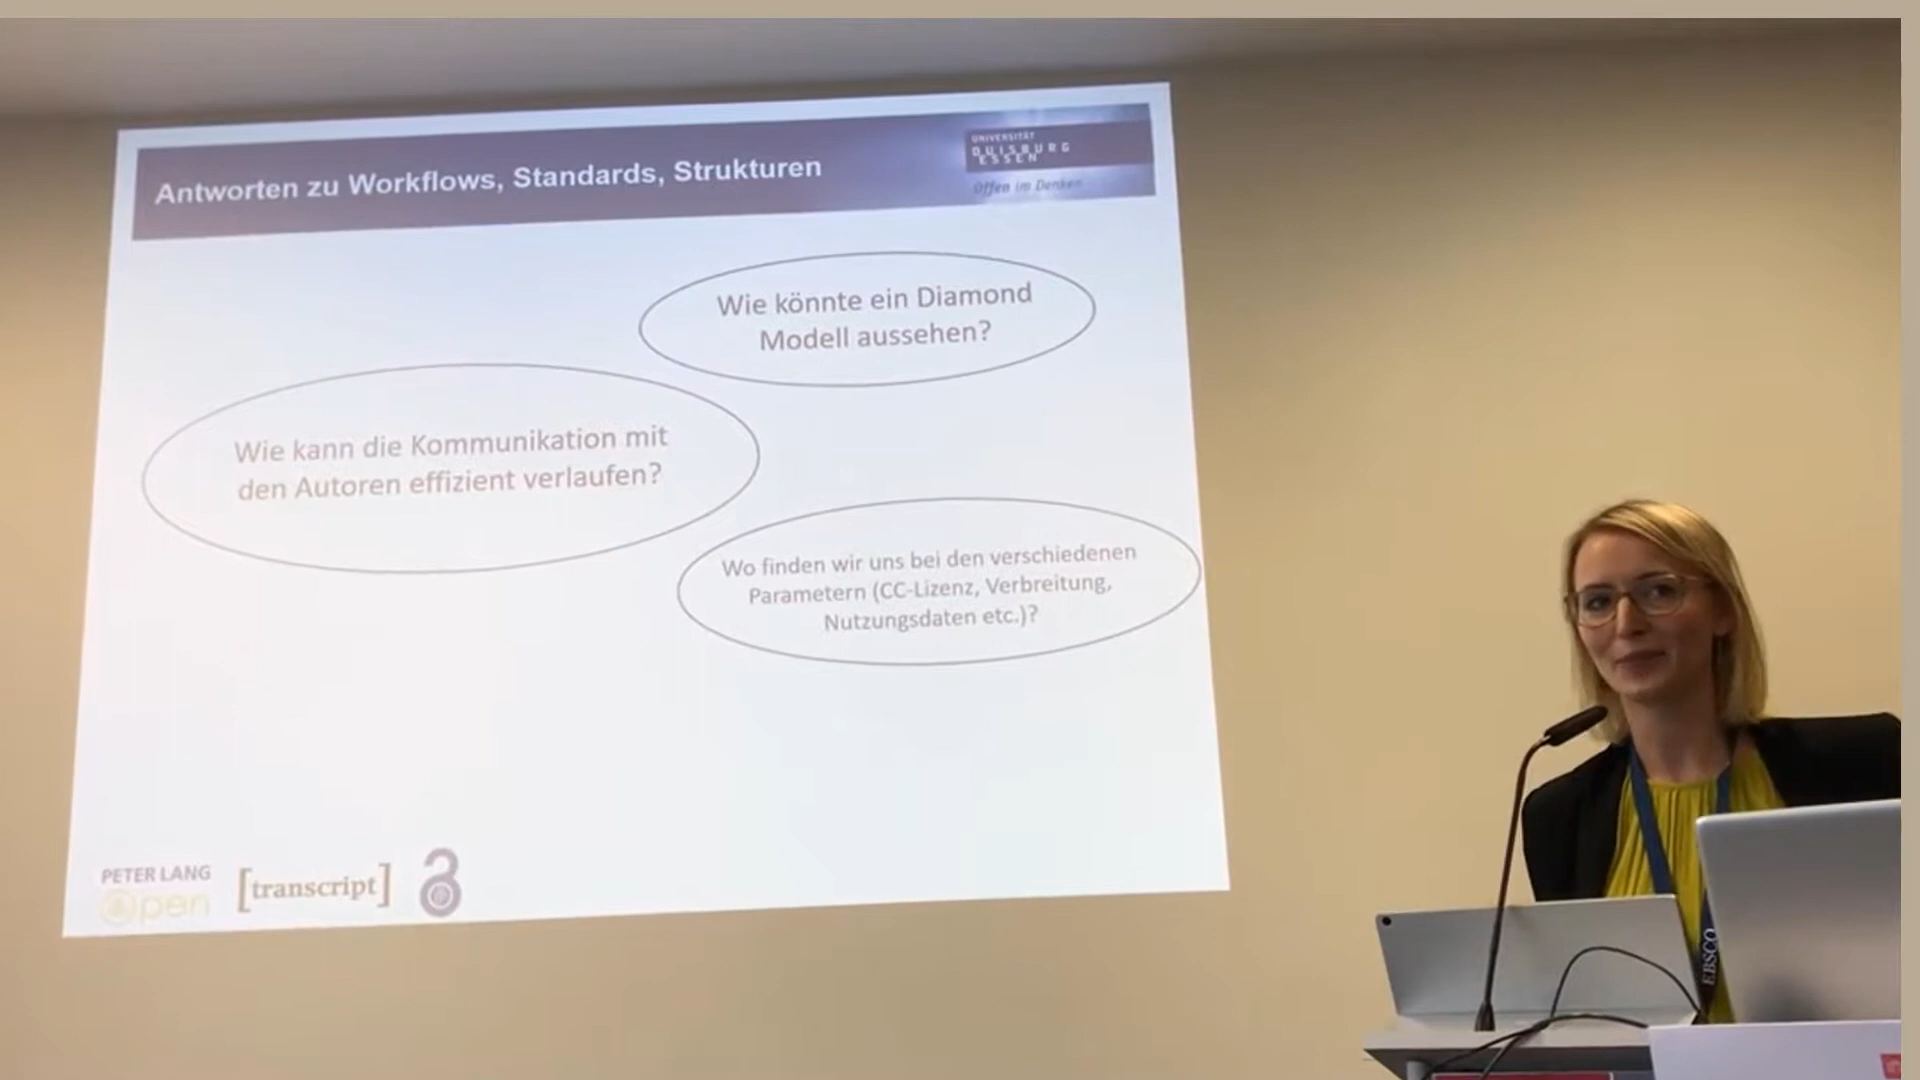 Antworten zu Workflows, Standards, Strukturen
UNIVERSITÄT
DUISBURG
ESSEN
Offen im Denken
Wie könnte ein Diamond
Modell aussehen?
Wie kann die Kommunikation mit
den Autoren effizient verlaufen?
Wo finden wir uns bei den verschiedenen
Parametern (CC-Lizenz, Verbreitung,
Nutzungsdaten etc.)?
PETER LANG
Open
[transcript]
EBSCO